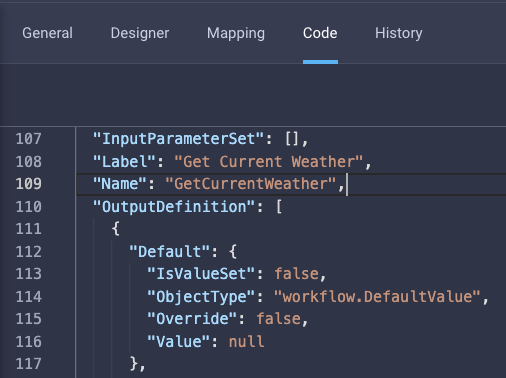 General Designer Mapping Code History
107 "InputParameterSet": [],
108 "Label": "Get Current Weather",
109 "Name": "GetCurrentWeather",
110 "OutputDefinition": [
111 {
112 "Default": {
113 "IsValueSet": false,
114 "ObjectType": "workflow.DefaultValue",
115 "Override": false,
116 "Value": null
117 },